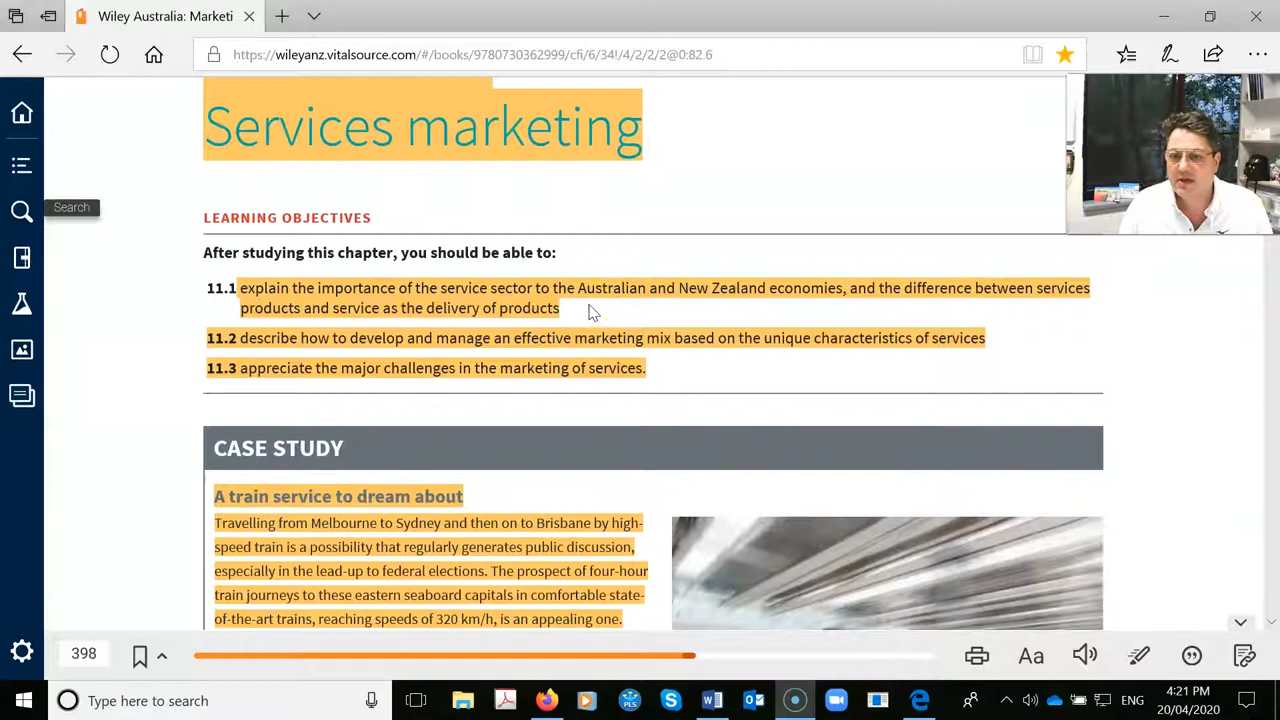 Wiley Australia: Marketi
https://wileyanz.vitalsource.com/#/books/9780730362999/cfi/6/34!/4/2/2/2@0:82.6
Services marketing
Search
LEARNING OBJECTIVES
After studying this chapter, you should be able to:
11.1 explain the importance of the service sector to the Australian and New Zealand economies, and the difference between services
products and service as the delivery of products
11.2 describe how to develop and manage an effective marketing mix based on the unique characteristics of services
11.3 appreciate the major challenges in the marketing of services.
CASE STUDY
A train service to dream about
Travelling from Melbourne to Sydney and then on to Brisbane by high-
speed train is a possibility that regularly generates public discussion,
especially in the lead-up to federal elections. The prospect of four-hour
train journeys to these eastern seaboard capitals in comfortable state-
of-the-art trains, reaching speeds of 320 km/h, is an appealing one.
398
Aa
Type here to search
PLS
ENG
4:21 PM
20/04/2020